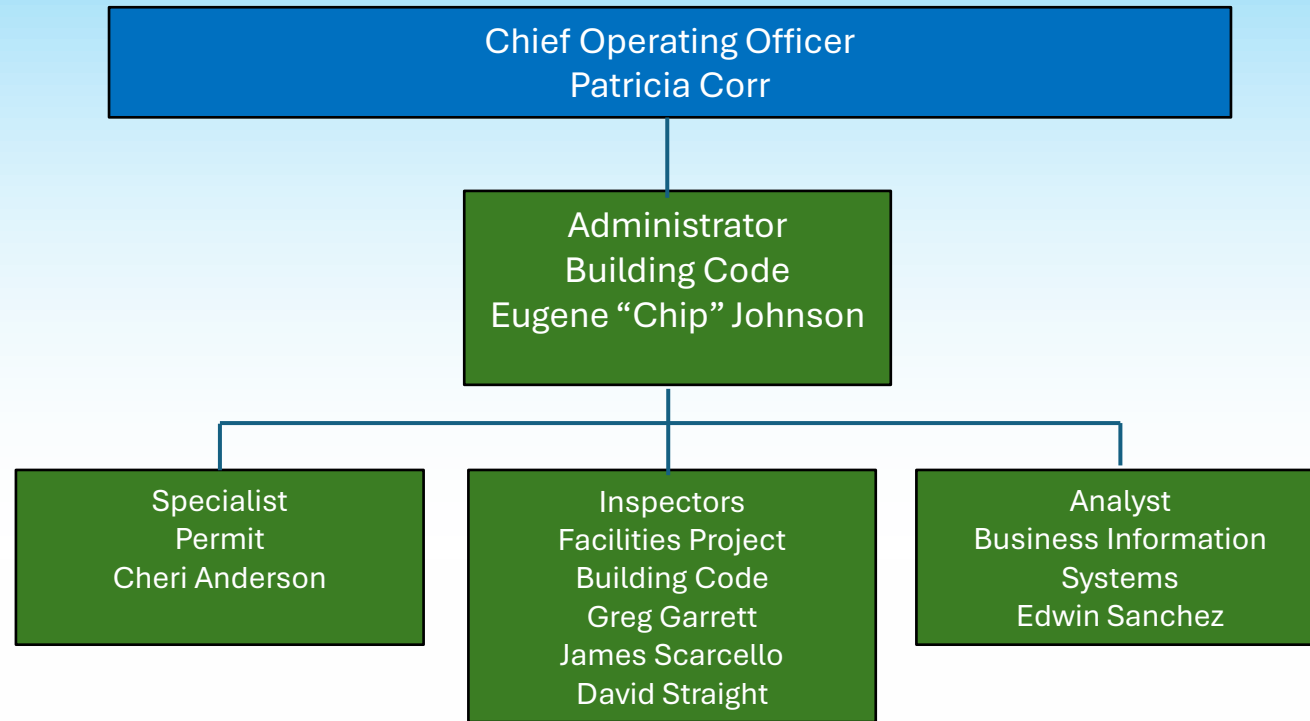 Chief Operating Officer
Patricia Corr
Administrator
Building Code
Eugene “Chip” Johnson
Specialist
Permit
Cheri Anderson
Inspectors
Facilities Project
Building Code
Greg Garrett
James Scarcello
David Straight
Analyst
Business Information
Systems
Edwin Sanchez